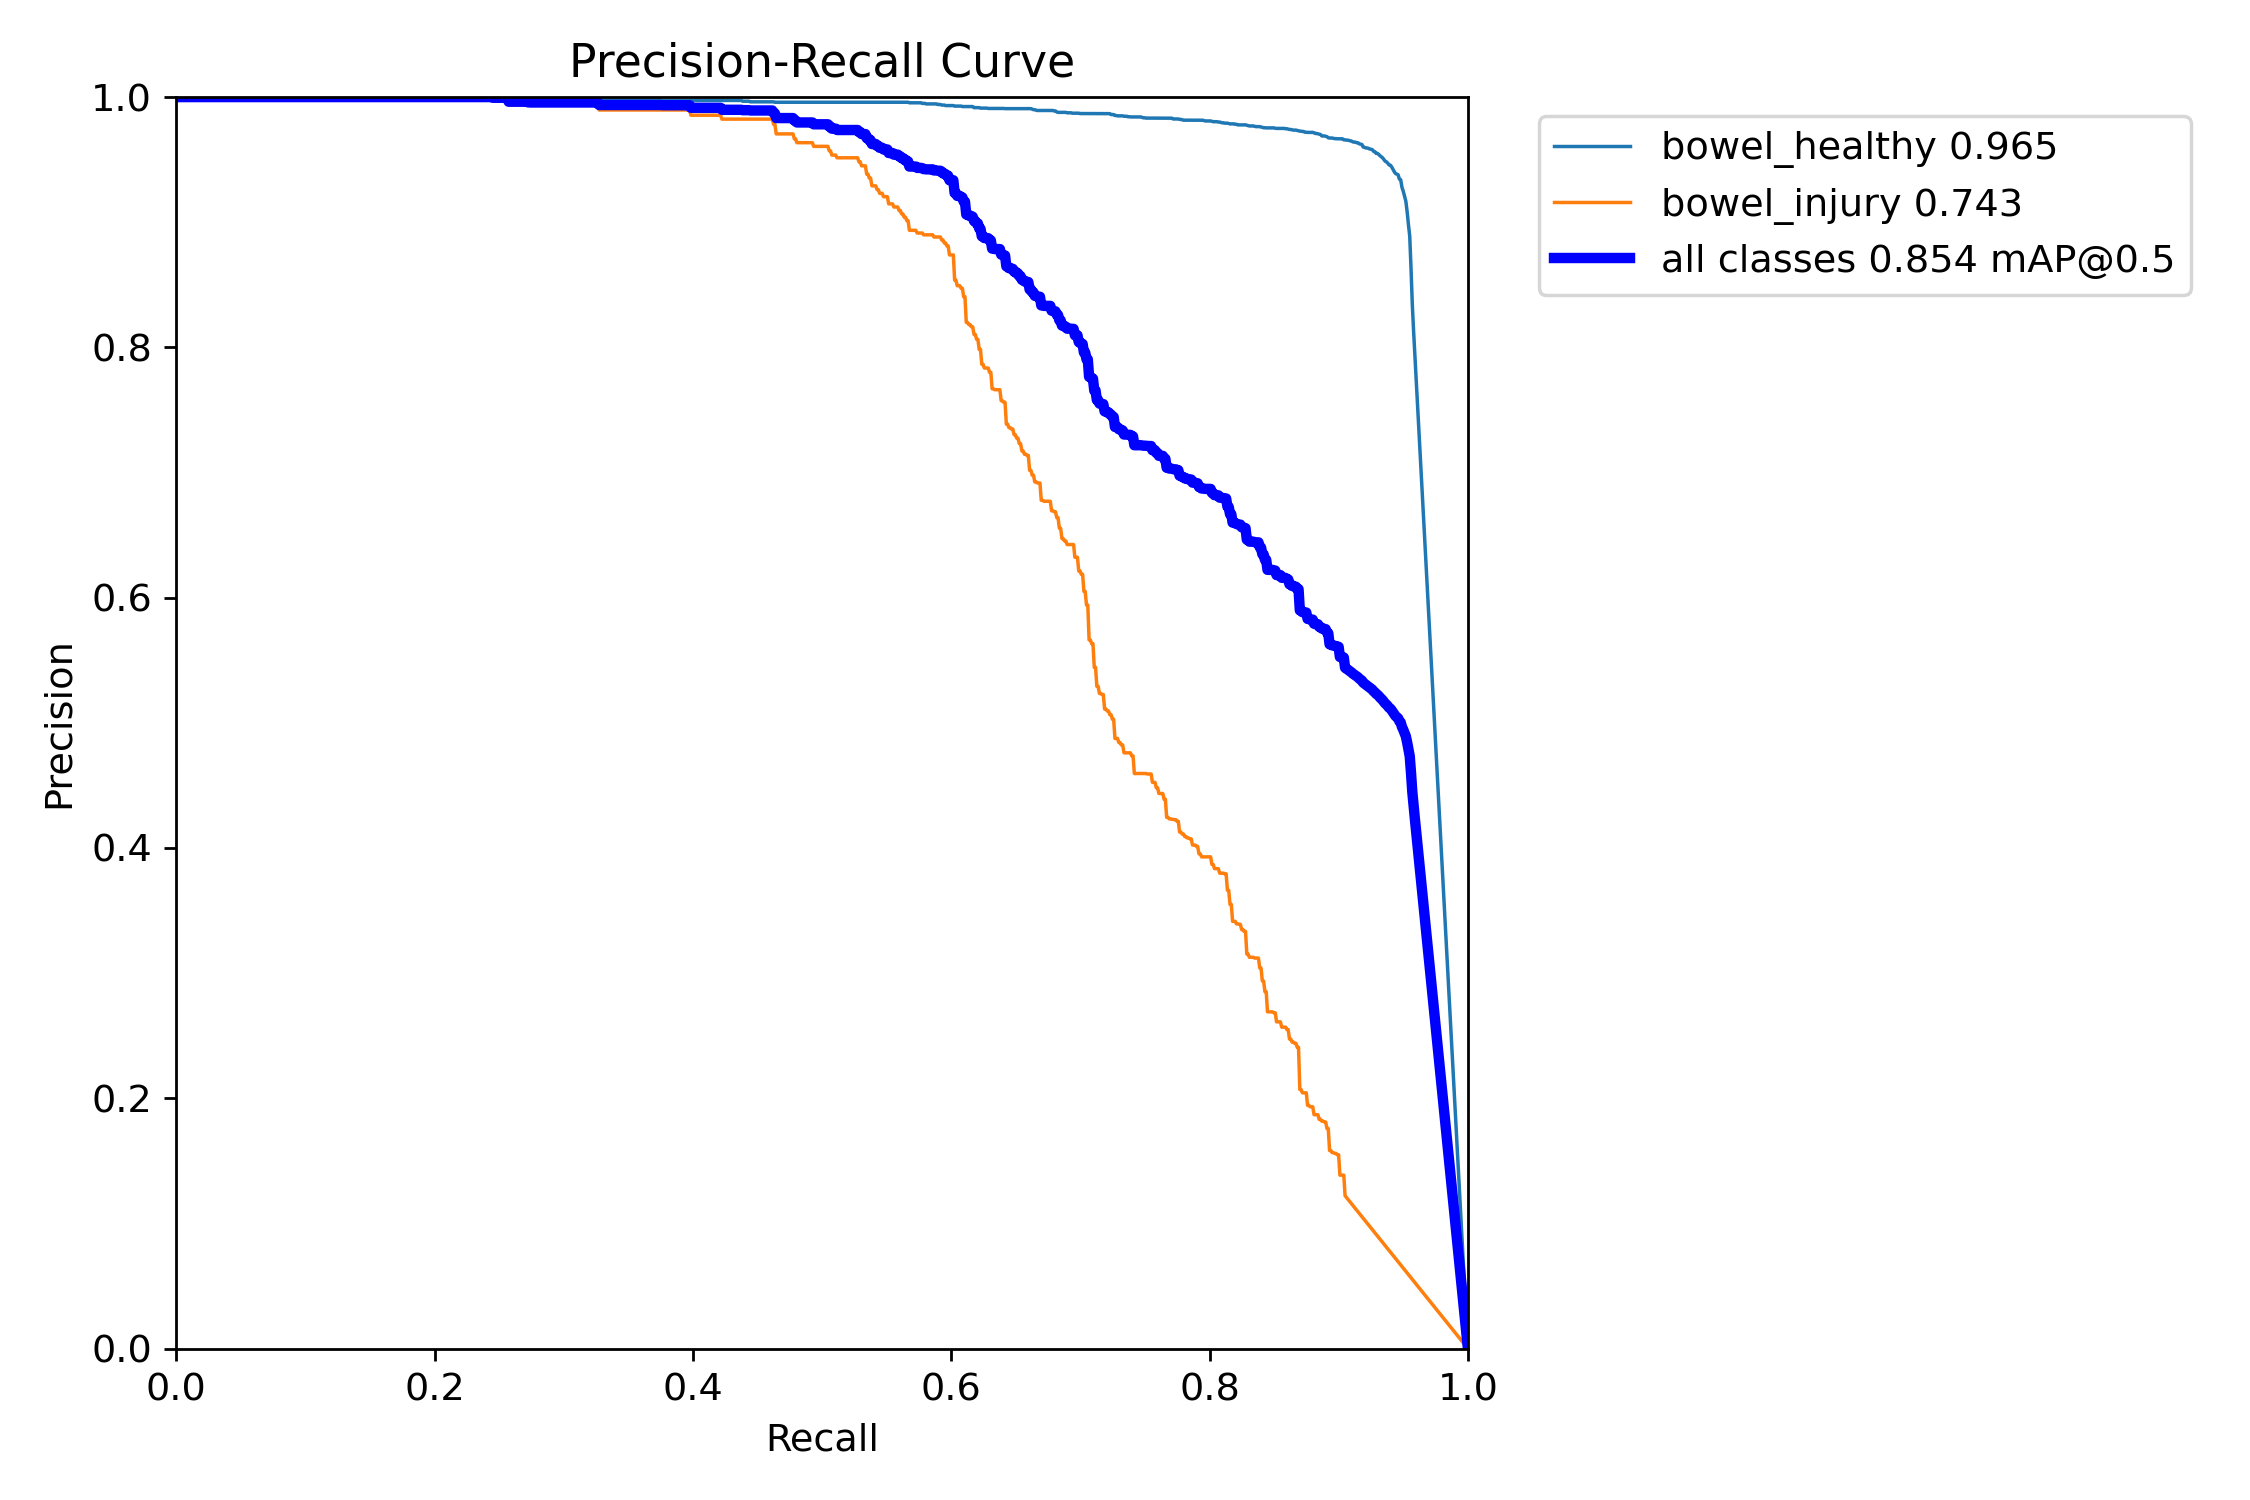 Precision-Recall Curve
1.0
0.8
0.6
0.4
0.2
0.0
Precision
0.0 0.2 0.4 0.6 0.8 1.0
Recall
bowel_healthy 0.965
bowel_injury 0.743
all classes 0.854 mAP@0.5